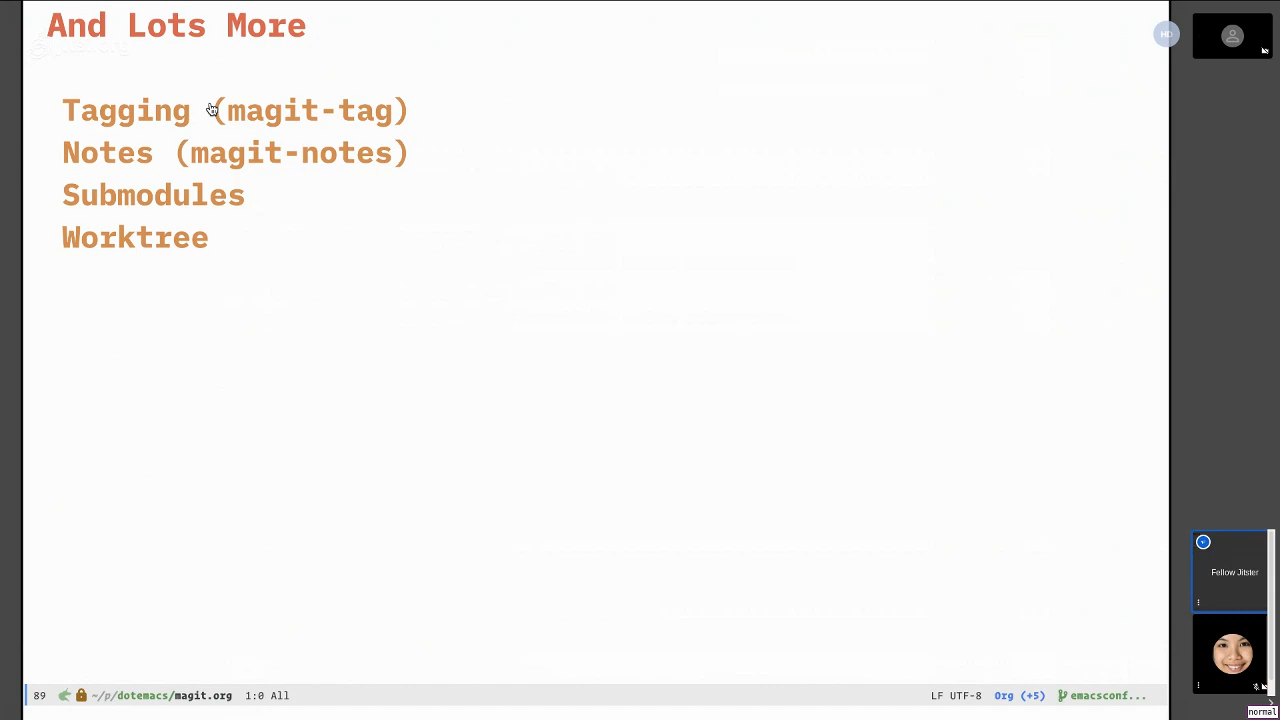 And Lots More
HD
Tagging (magit-tag)
Notes (magit-notes)
Submodules
Worktree
Fellow Jitster
89 ~/p/dotemacs/magit.org 1:0 All LF UTF-8 Org (+5) emacsconf...
normal